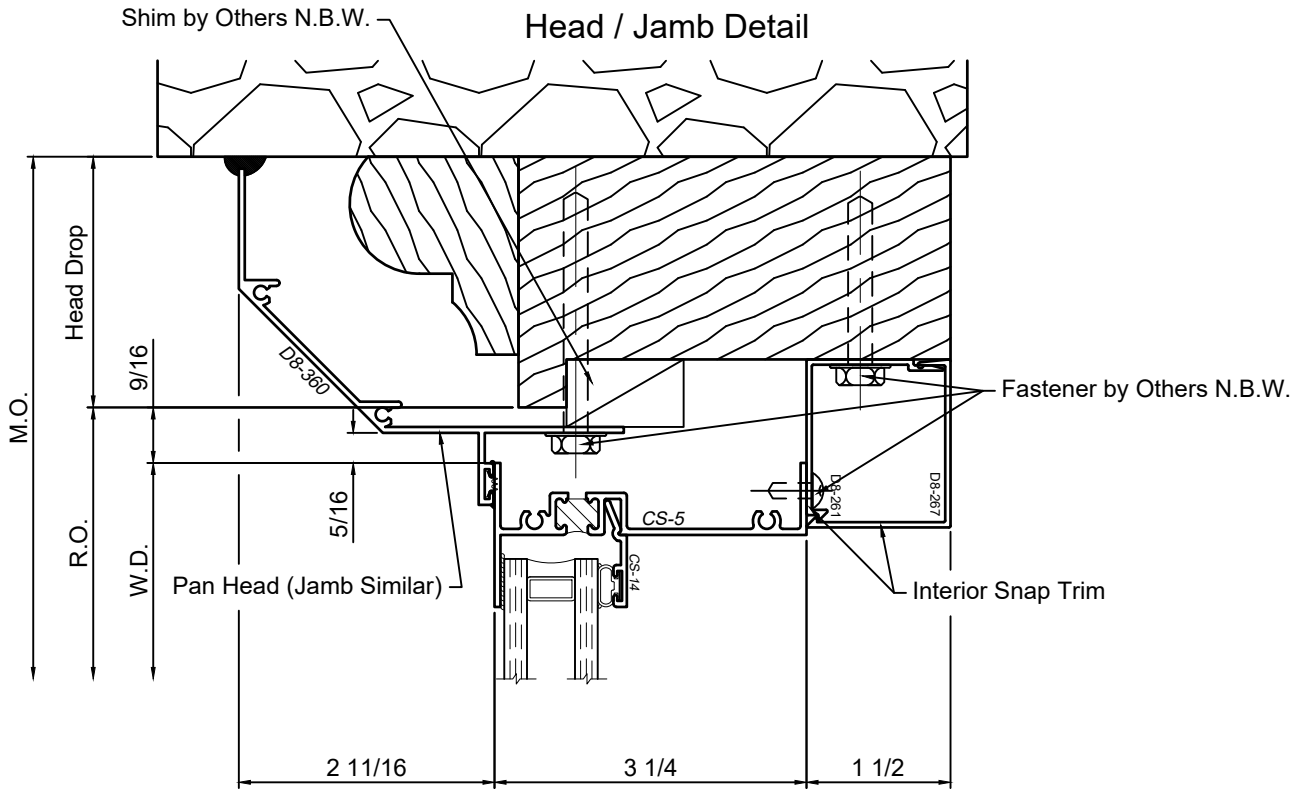 Shim by Others N.B.W.
Head / Jamb Detail
Head Drop
D8-360
9/16
M.O.
Fastener by Others N.B.W.
D8-261
D8-267
5/16
CS-5
R.O.
W.D.
Pan Head (Jamb Similar)
CS-14
Interior Snap Trim
2 11/16
3 1/4
1 1/2